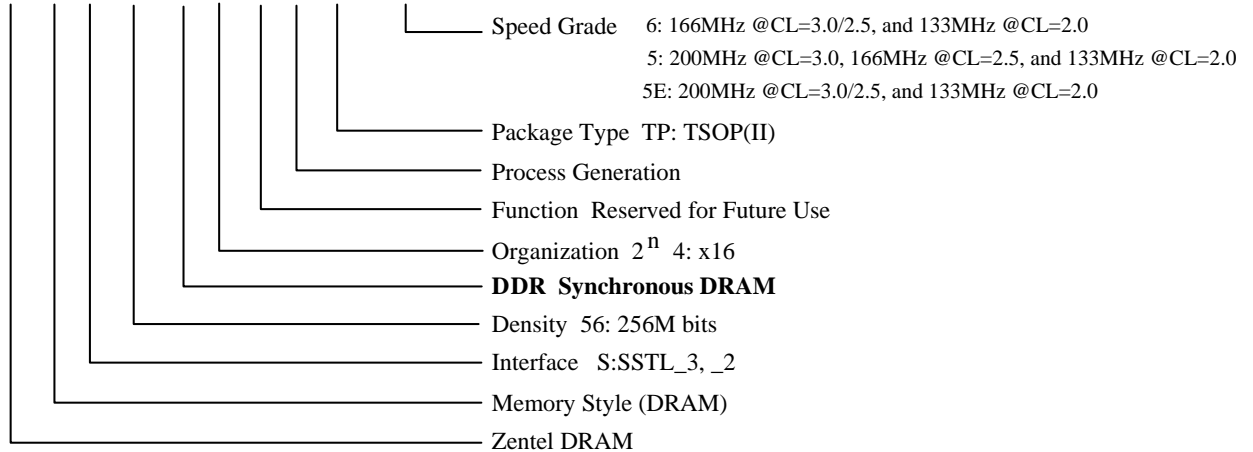 Speed Grade 6: 166MHz @CL=3.0/2.5, and 133MHz @CL=2.0
5: 200MHz @CL=3.0, 166MHz @CL=2.5, and 133MHz @CL=2.0
5E: 200MHz @CL=3.0/2.5, and 133MHz @CL=2.0
Package Type TP: TSOP(II)
Process Generation
Function Reserved for Future Use
Organization 2ⁿ 4: x16
DDR Synchronous DRAM
Density 56: 256M bits
Interface S:SSTL_3, _2
Memory Style (DRAM)
Zentel DRAM